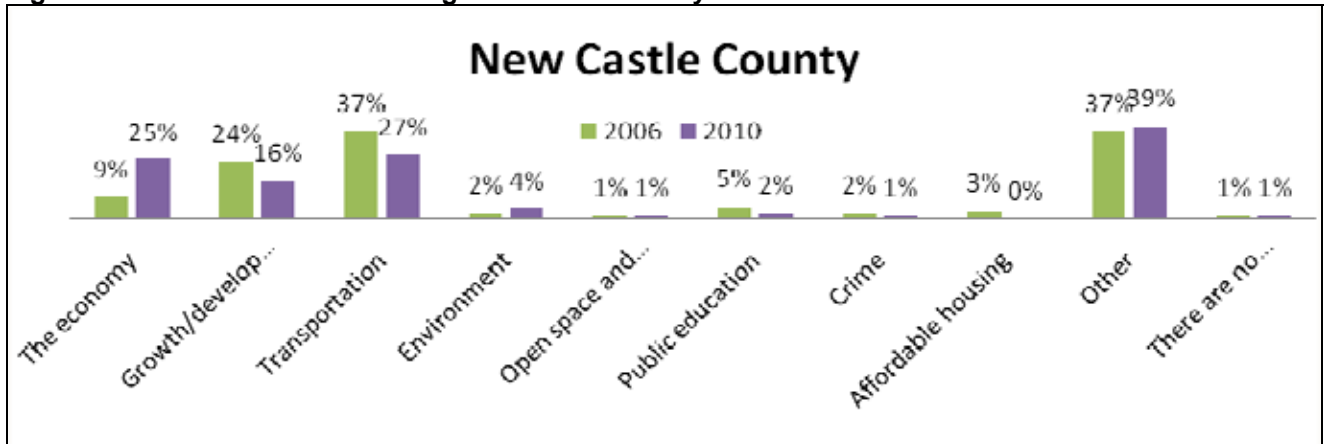 New Castle County
37% 37% 39%
25% 24% 27% 2006 2010
9% 16%
2% 4% 1% 1% 5% 2% 2% 1% 3% 0% 1% 1%
The economy
Growth/develop...
Transportation
Environment
Open space and...
Public education
Crime
Affordable housing
Other
There are no...